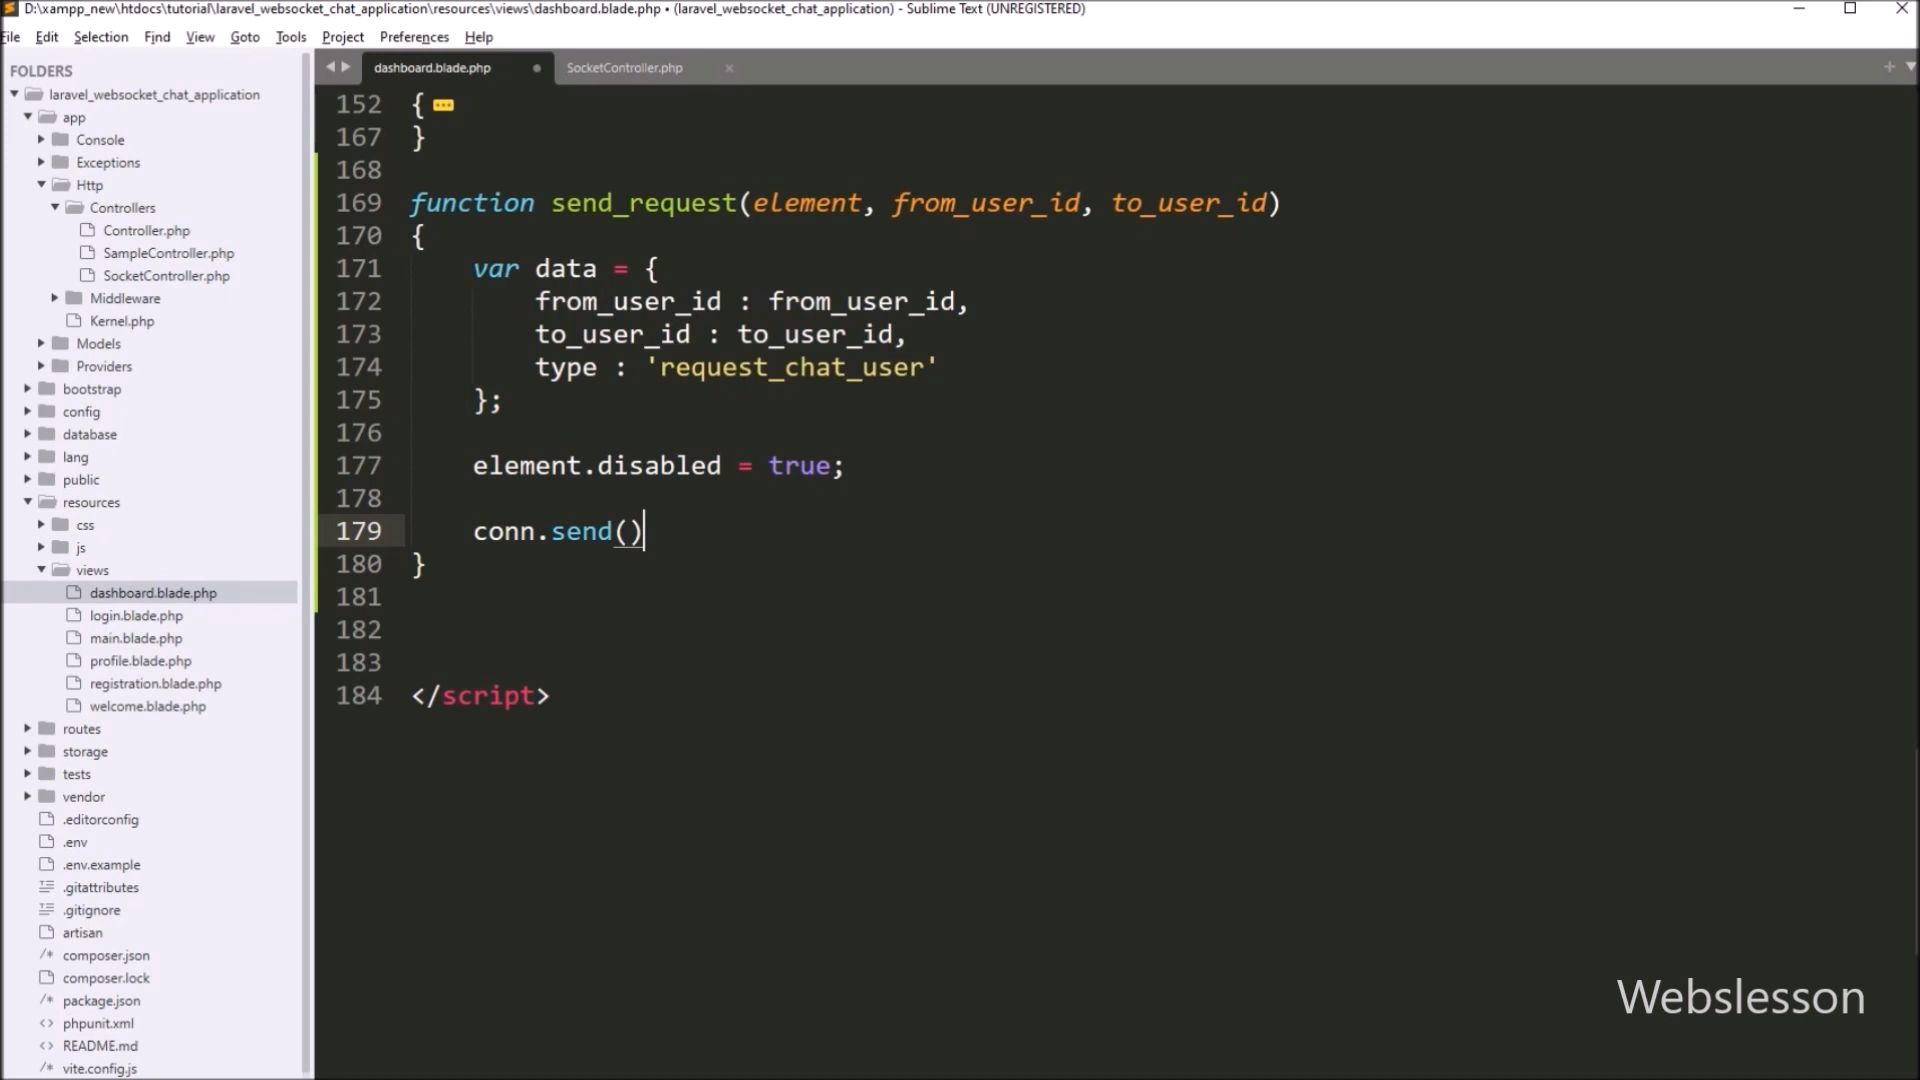 D:\xampp_new\htdocs\tutorial\laravel_websocket_chat_application\resources\views\dashboard.blade.php • (laravel_websocket_chat_application) - Sublime Text (UNREGISTERED)
File Edit Selection Find View Goto Tools Project Preferences Help
FOLDERS
laravel_websocket_chat_application
app
Console
Exceptions
Http
Controllers
Controller.php
SampleController.php
SocketController.php
Middleware
Kernel.php
Models
Providers
bootstrap
config
database
lang
public
resources
css
js
views
dashboard.blade.php
login.blade.php
main.blade.php
profile.blade.php
registration.blade.php
welcome.blade.php
routes
storage
tests
vendor
.editorconfig
.env
.env.example
.gitattributes
.gitignore
artisan
/* composer.json
composer.lock
/* package.json
<> phpunit.xml
<> README.md
/* vite.config.js
dashboard.blade.php SocketController.php
152 {
167 }
168
169 function send_request(element, from_user_id, to_user_id)
170 {
171 var data = {
172 from_user_id : from_user_id,
173 to_user_id : to_user_id,
174 type : 'request_chat_user'
175 };
176
177 element.disabled = true;
178
179 conn.send()
180 }
181
182
183
184 </script>
Webslesson